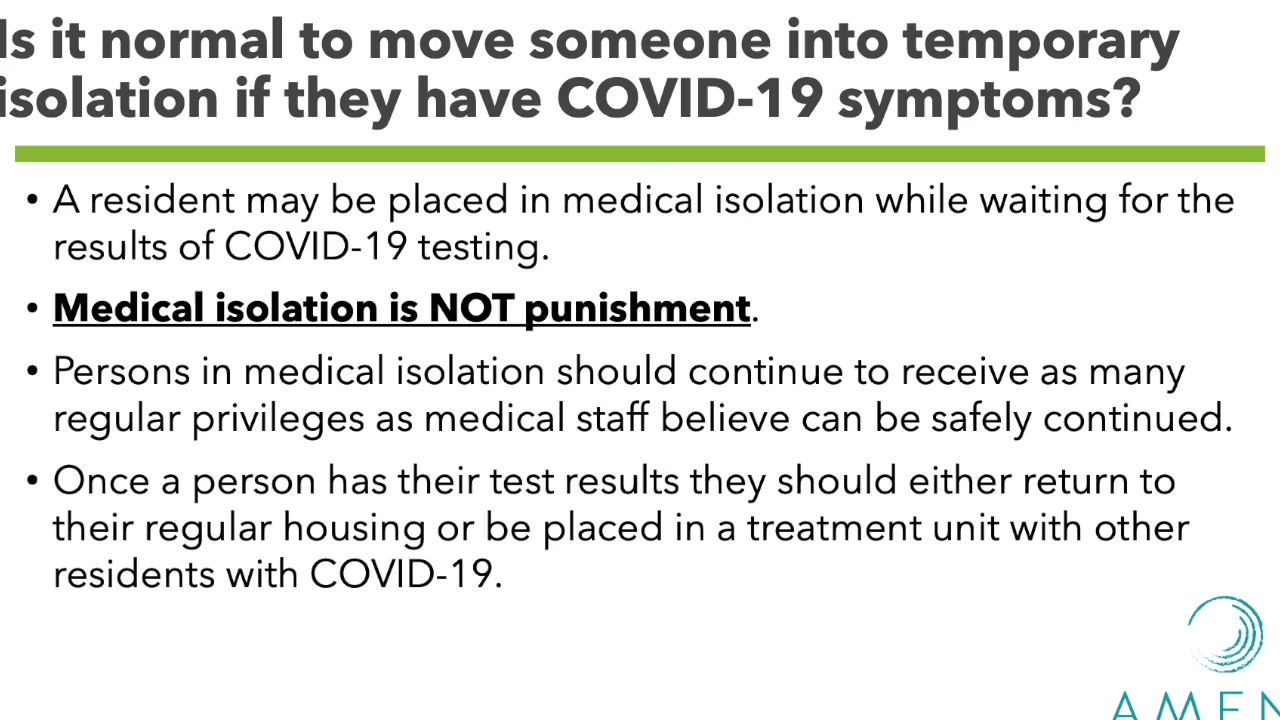 Is it normal to move someone into temporary
isolation if they have COVID-19 symptoms?
• A resident may be placed in medical isolation while waiting for the
results of COVID-19 testing.
• Medical isolation is NOT punishment.
• Persons in medical isolation should continue to receive as many
regular privileges as medical staff believe can be safely continued.
• Once a person has their test results they should either return to
their regular housing or be placed in a treatment unit with other
residents with COVID-19.
AMEN